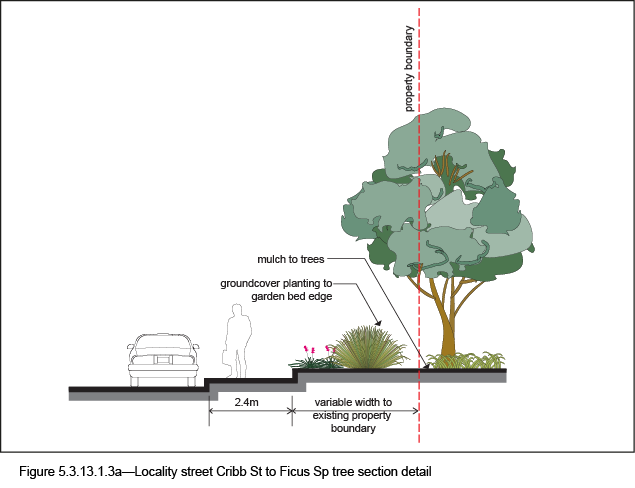 property boundary
mulch to trees
groundcover planting to
garden bed edge
2.4m
variable width to
existing property
boundary
Figure 5.3.13.1.3a—Locality street Cribb St to Ficus Sp tree section detail